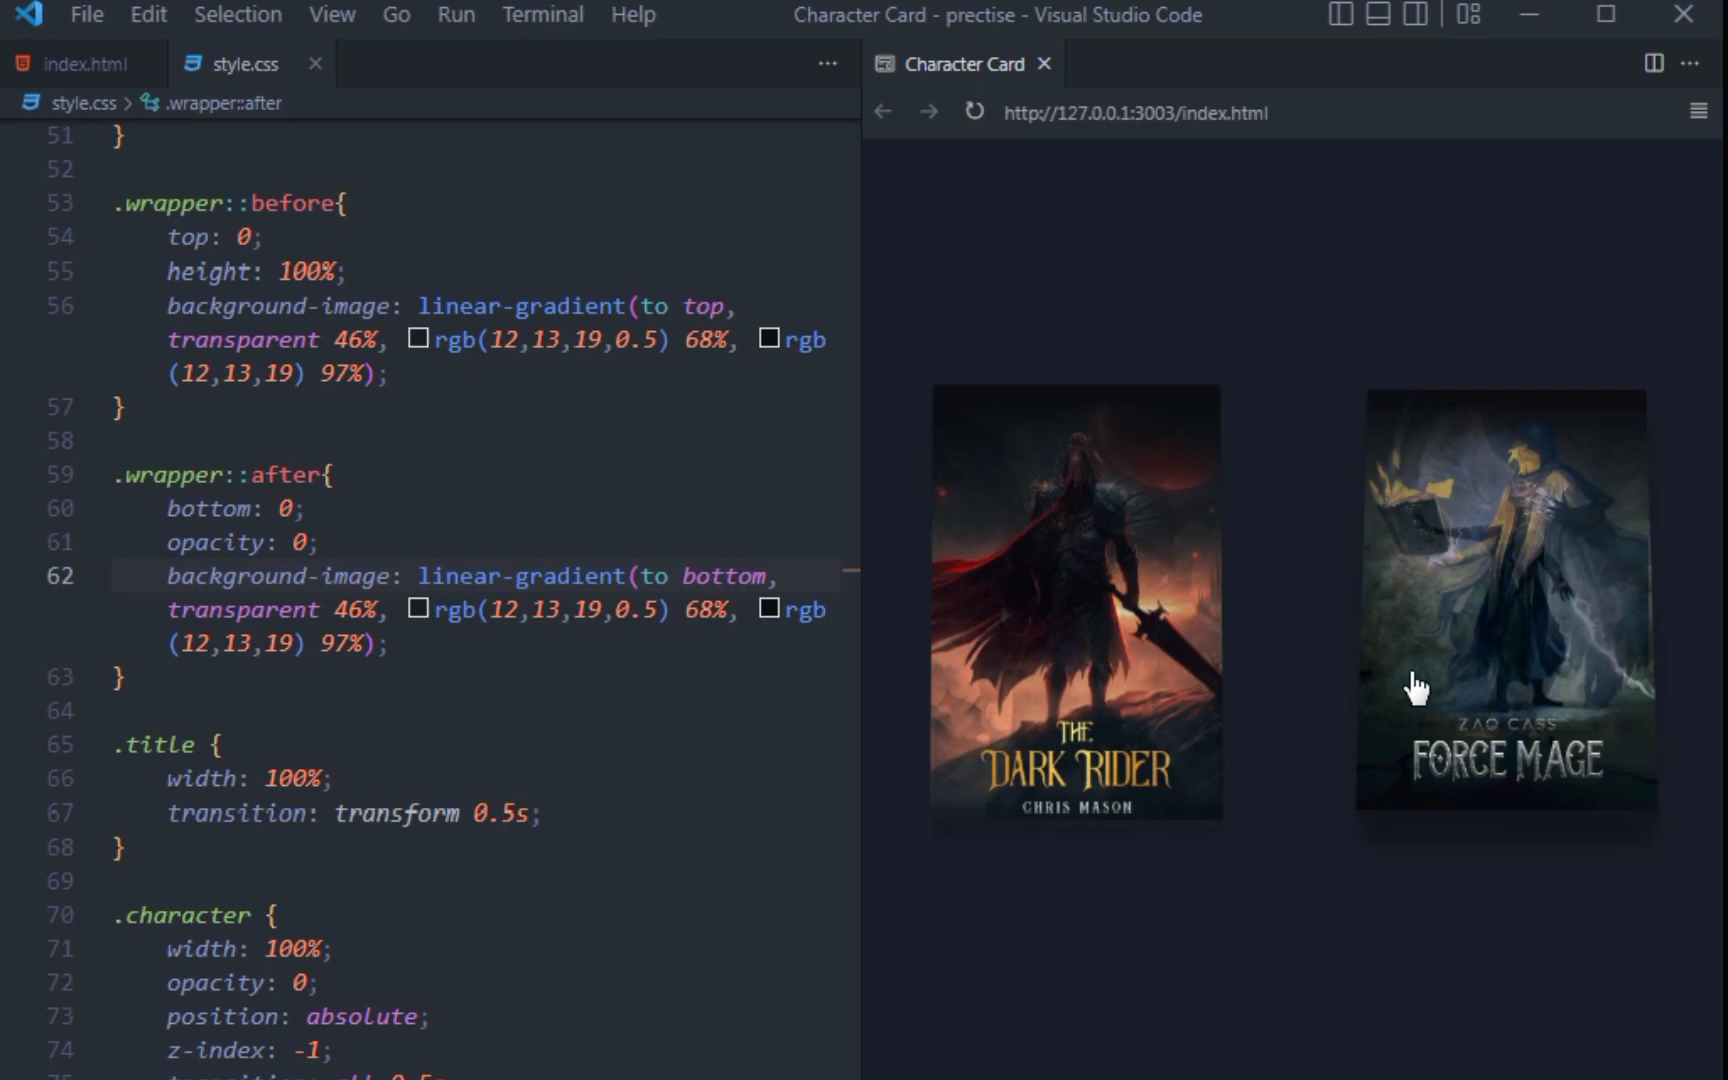 File Edit Selection View Go Run Terminal Help Character Card - prectise - Visual Studio Code
index.html style.css
style.css > .wrapper::after
51 }
52
53 .wrapper::before{
54 top: 0;
55 height: 100%;
56 background-image: linear-gradient(to top,
transparent 46%, rgb(12,13,19,0.5) 68%, rgb
(12,13,19) 97%);
57 }
58
59 .wrapper::after{
60 bottom: 0;
61 opacity: 0;
62 background-image: linear-gradient(to bottom,
transparent 46%, rgb(12,13,19,0.5) 68%, rgb
(12,13,19) 97%);
63 }
64
65 .title {
66 width: 100%;
67 transition: transform 0.5s;
68 }
69
70 .character {
71 width: 100%;
72 opacity: 0;
73 position: absolute;
74 z-index: -1;
Character Card
http://127.0.0.1:3003/index.html
THE
DARK RIDER
CHRIS MASON
ZAQ CASS
FORCE MAGE